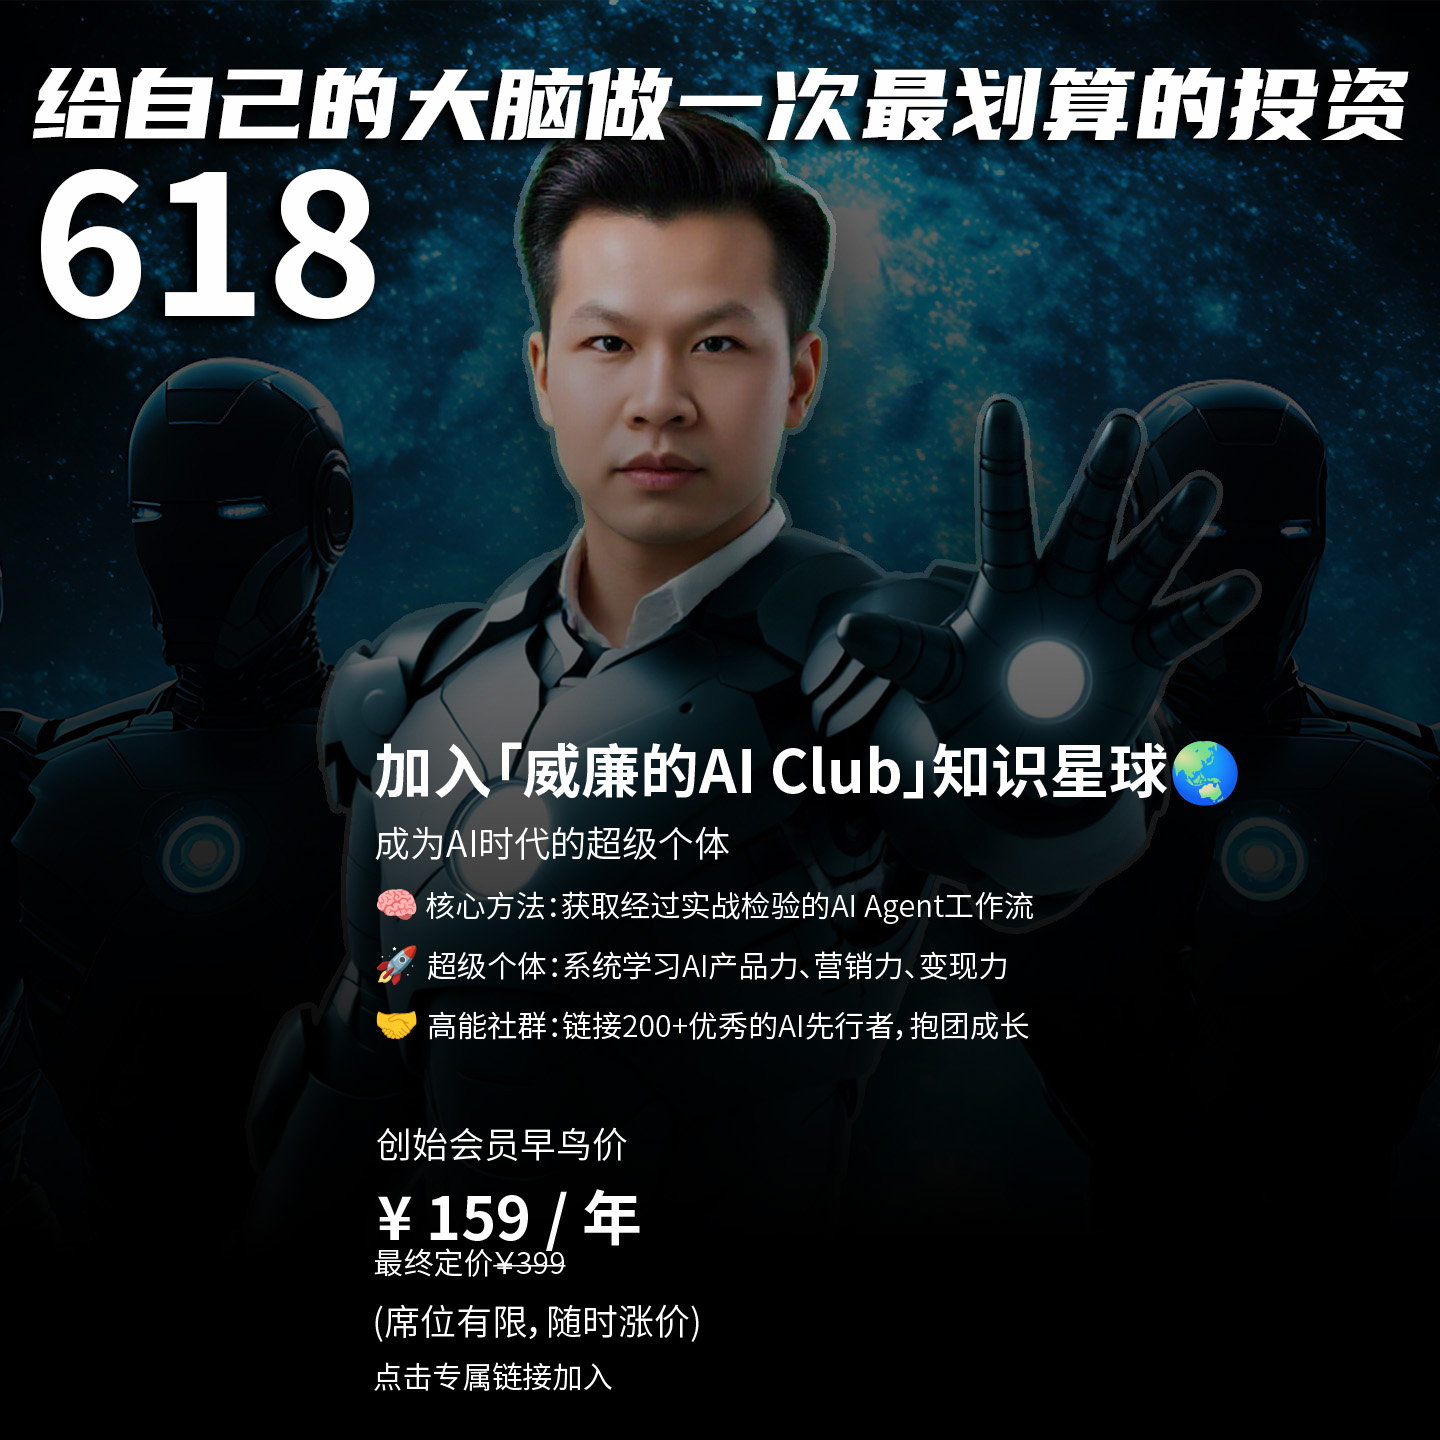 给自己的大脑做一次最划算的投资
618
加入「威廉的AI Club」知识星球🌏
成为AI时代的超级个体
🧠 核心方法：获取经过实战检验的AI Agent工作流
🚀 超级个体：系统学习AI产品力、营销力、变现力
🤝 高能社群：链接200+优秀的AI先行者，抱团成长
创始会员早鸟价
¥ 159 / 年
最终定价¥399
(席位有限，随时涨价)
点击专属链接加入